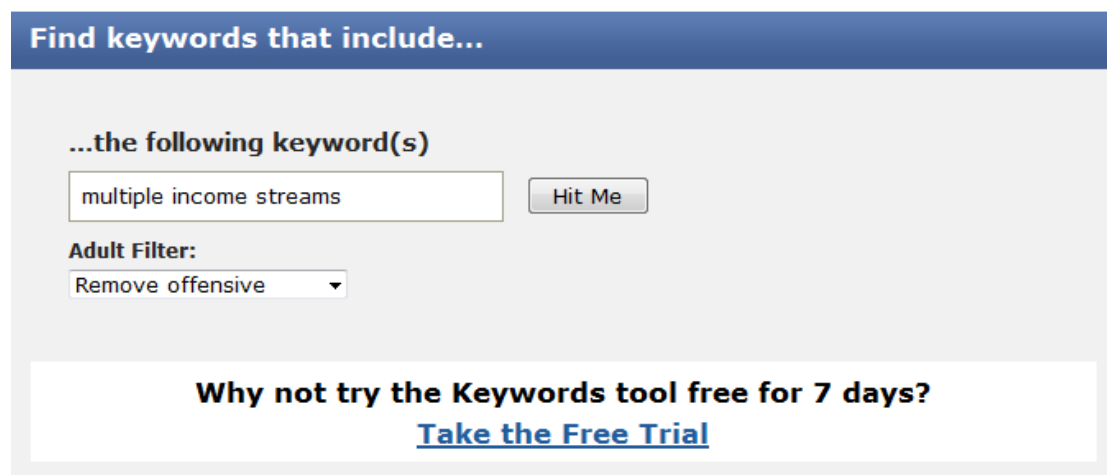 Find keywords that include...
...the following keyword(s)
multiple income streams
Hit Me
Adult Filter:
Remove offensive
Why not try the Keywords tool free for 7 days?
Take the Free Trial